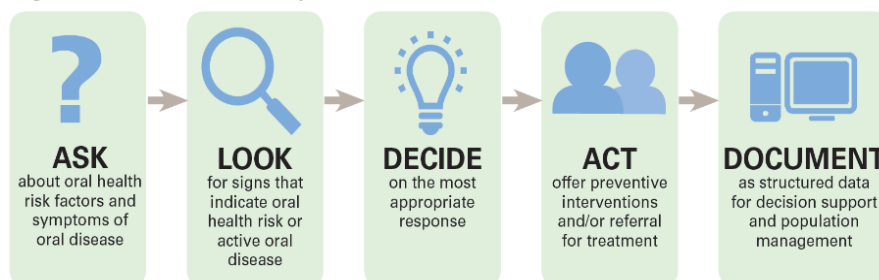 ASK
about oral health
risk factors and
symptoms of
oral disease
LOOK
for signs that
indicate oral
health risk or
active oral
disease
DECIDE
on the most
appropriate
response
ACT
offer preventive
interventions
and/or referral
for treatment
DOCUMENT
as structured data
for decision support
and population
management